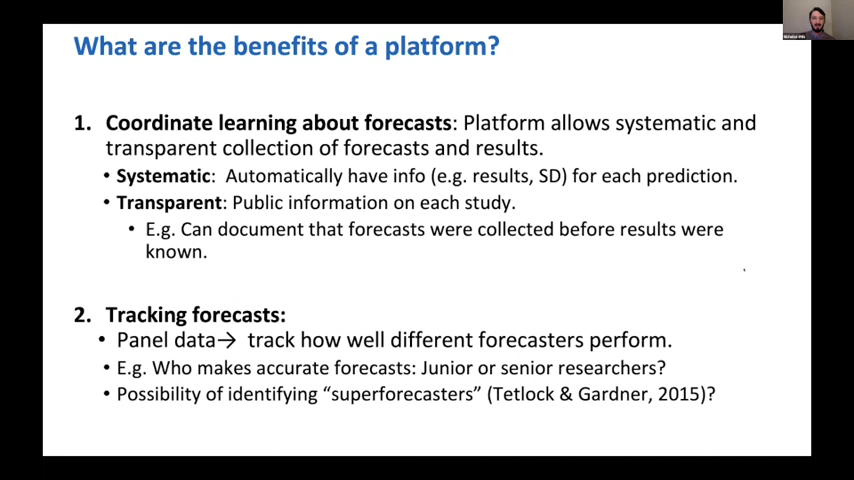 What are the benefits of a platform?
1. Coordinate learning about forecasts: Platform allows systematic and
transparent collection of forecasts and results.
• Systematic: Automatically have info (e.g. results, SD) for each prediction.
• Transparent: Public information on each study.
• E.g. Can document that forecasts were collected before results were
known.
2. Tracking forecasts:
• Panel data→ track how well different forecasters perform.
• E.g. Who makes accurate forecasts: Junior or senior researchers?
• Possibility of identifying “superforecasters” (Tetlock & Gardner, 2015)?